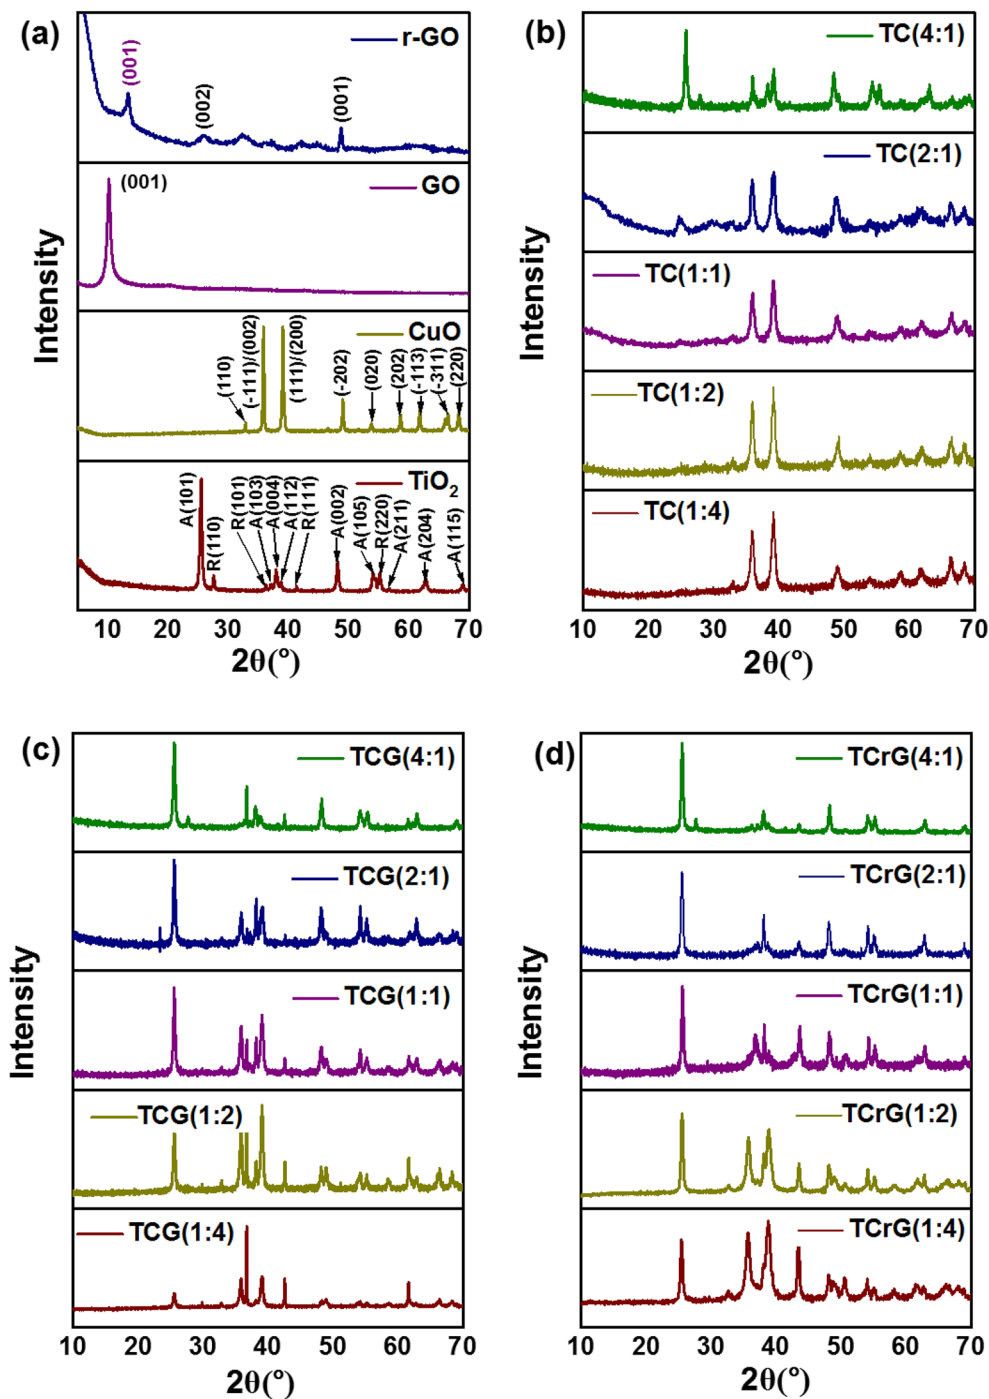 (a)
r-GO
(001)
(002)
(001)
GO
(001)
CuO
(110)
(-111)/(002)
(111)/(200)
(-202)
(020)
(202)
(-113)
(-311)
(220)
TiO2
A(101)
R(110)
R(101)
A(103)
A(004)
A(112)
R(111)
A(002)
A(105)
R(220)
A(211)
A(204)
A(115)
Intensity
10 20 30 40 50 60 70
2θ(°)
(b)
TC(4:1)
TC(2:1)
TC(1:1)
TC(1:2)
TC(1:4)
Intensity
10 20 30 40 50 60 70
2θ(°)
(c)
TCG(4:1)
TCG(2:1)
TCG(1:1)
TCG(1:2)
TCG(1:4)
Intensity
10 20 30 40 50 60 70
2θ(°)
(d)
TCrG(4:1)
TCrG(2:1)
TCrG(1:1)
TCrG(1:2)
TCrG(1:4)
Intensity
10 20 30 40 50 60 70
2θ(°)